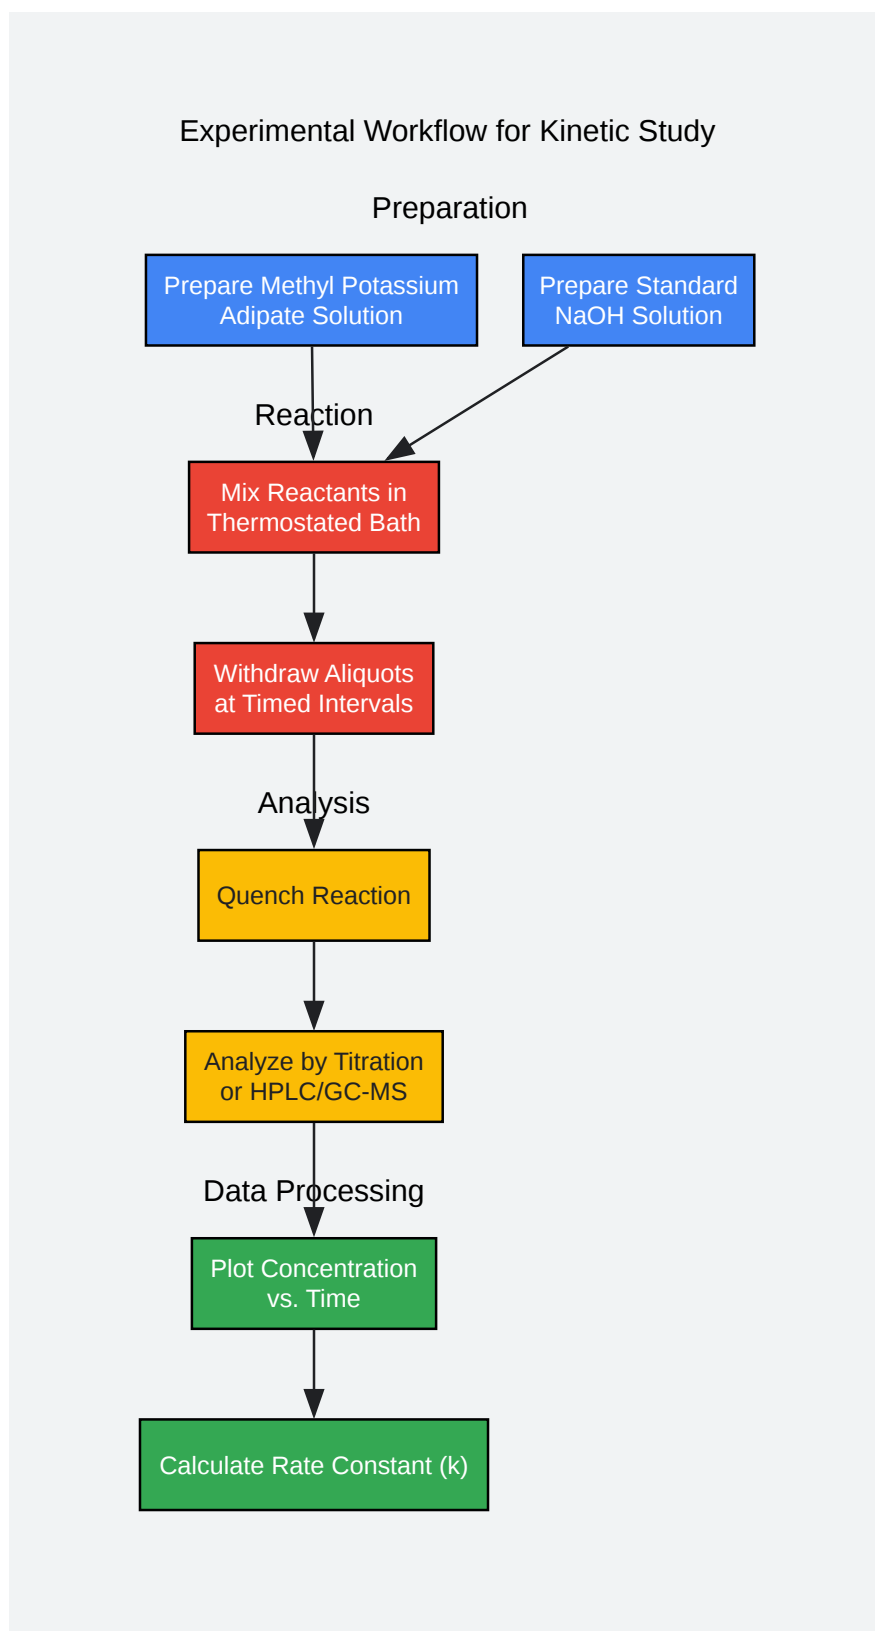 Experimental Workflow for Kinetic Study
Preparation
Prepare Methyl Potassium
Adipate Solution
Prepare Standard
NaOH Solution
Reaction
Mix Reactants in
Thermostated Bath
Withdraw Aliquots
at Timed Intervals
Analysis
Quench Reaction
Analyze by Titration
or HPLC/GC-MS
Data Processing
Plot Concentration
vs. Time
Calculate Rate Constant (k)